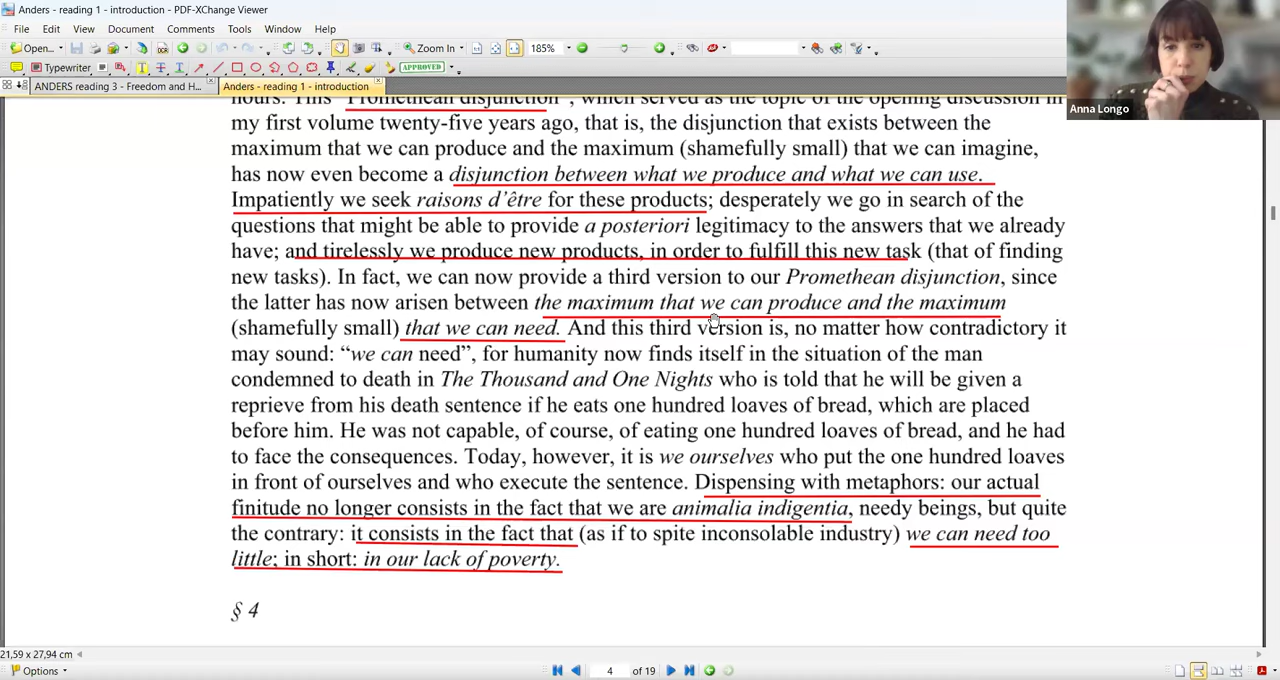 Anders - reading 1 - introduction - PDF-XChange Viewer
File Edit View Document Comments Tools Window Help
Open... Zoom In 185%
Typewriter APPROVED
ANDERS reading 3 - Freedom and H... Anders - reading 1 - introduction
Anna Longo
hours. This “Promethean disjunction”, which served as the topic of the opening discussion in
my first volume twenty-five years ago, that is, the disjunction that exists between the
maximum that we can produce and the maximum (shamefully small) that we can imagine,
has now even become a disjunction between what we produce and what we can use.
Impatiently we seek raisons d’être for these products; desperately we go in search of the
questions that might be able to provide a posteriori legitimacy to the answers that we already
have; and tirelessly we produce new products, in order to fulfill this new task (that of finding
new tasks). In fact, we can now provide a third version to our Promethean disjunction, since
the latter has now arisen between the maximum that we can produce and the maximum
(shamefully small) that we can need. And this third version is, no matter how contradictory it
may sound: “we can need”, for humanity now finds itself in the situation of the man
condemned to death in The Thousand and One Nights who is told that he will be given a
reprieve from his death sentence if he eats one hundred loaves of bread, which are placed
before him. He was not capable, of course, of eating one hundred loaves of bread, and he had
to face the consequences. Today, however, it is we ourselves who put the one hundred loaves
in front of ourselves and who execute the sentence. Dispensing with metaphors: our actual
finitude no longer consists in the fact that we are animalia indigentia, needy beings, but quite
the contrary: it consists in the fact that (as if to spite inconsolable industry) we can need too
little; in short: in our lack of poverty.
§ 4
21,59 x 27,94 cm
Options 4 of 19